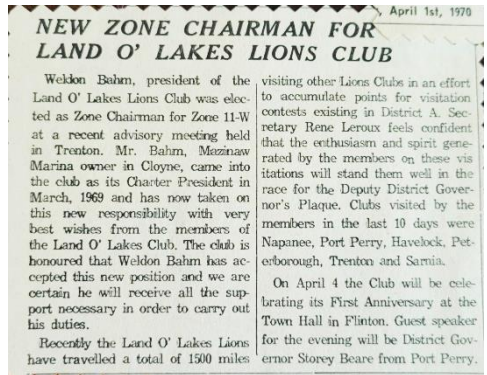 April 1st, 1970
NEW ZONE CHAIRMAN FOR
LAND O' LAKES LIONS CLUB
Weldon Bahm, president of the
Land O' Lakes Lions Club was elec-
ted as Zone Chairman for Zone 11-W
at a recent advisory meeting held
in Trenton. Mr. Bahm, Mazinaw
Marina owner in Cloyne, came into
the club as its Charter President in
March, 1969 and has now taken on
this new responsibility with very
best wishes from the members of
the Land O' Lakes Club. The club is
honoured that Weldon Bahm has ac-
cepted this new position and we are
certain he will receive all the sup-
port necessary in order to carry out
his duties.
Recently the Land O' Lakes Lions
have travelled a total of 1500 miles
visiting other Lions Clubs in an effort
to accumulate points for visitation
contests existing in District A. Sec-
retary Rene Leroux feels confident
that the enthusiasm and spirit gene-
rated by the members on these vis
itations will stand them well in the
race for the Deputy District Gover-
nor's Plaque. Clubs visited by the
members in the last 10 days were
Napanee, Port Perry, Havelock, Pet-
erborough, Trenton and Sarnia.
On April 4 the Club will be cele-
brating its First Anniversary at the
Town Hall in Flinton. Guest speaker
for the evening will be District Gov-
ernor Storey Beare from Port Perry.